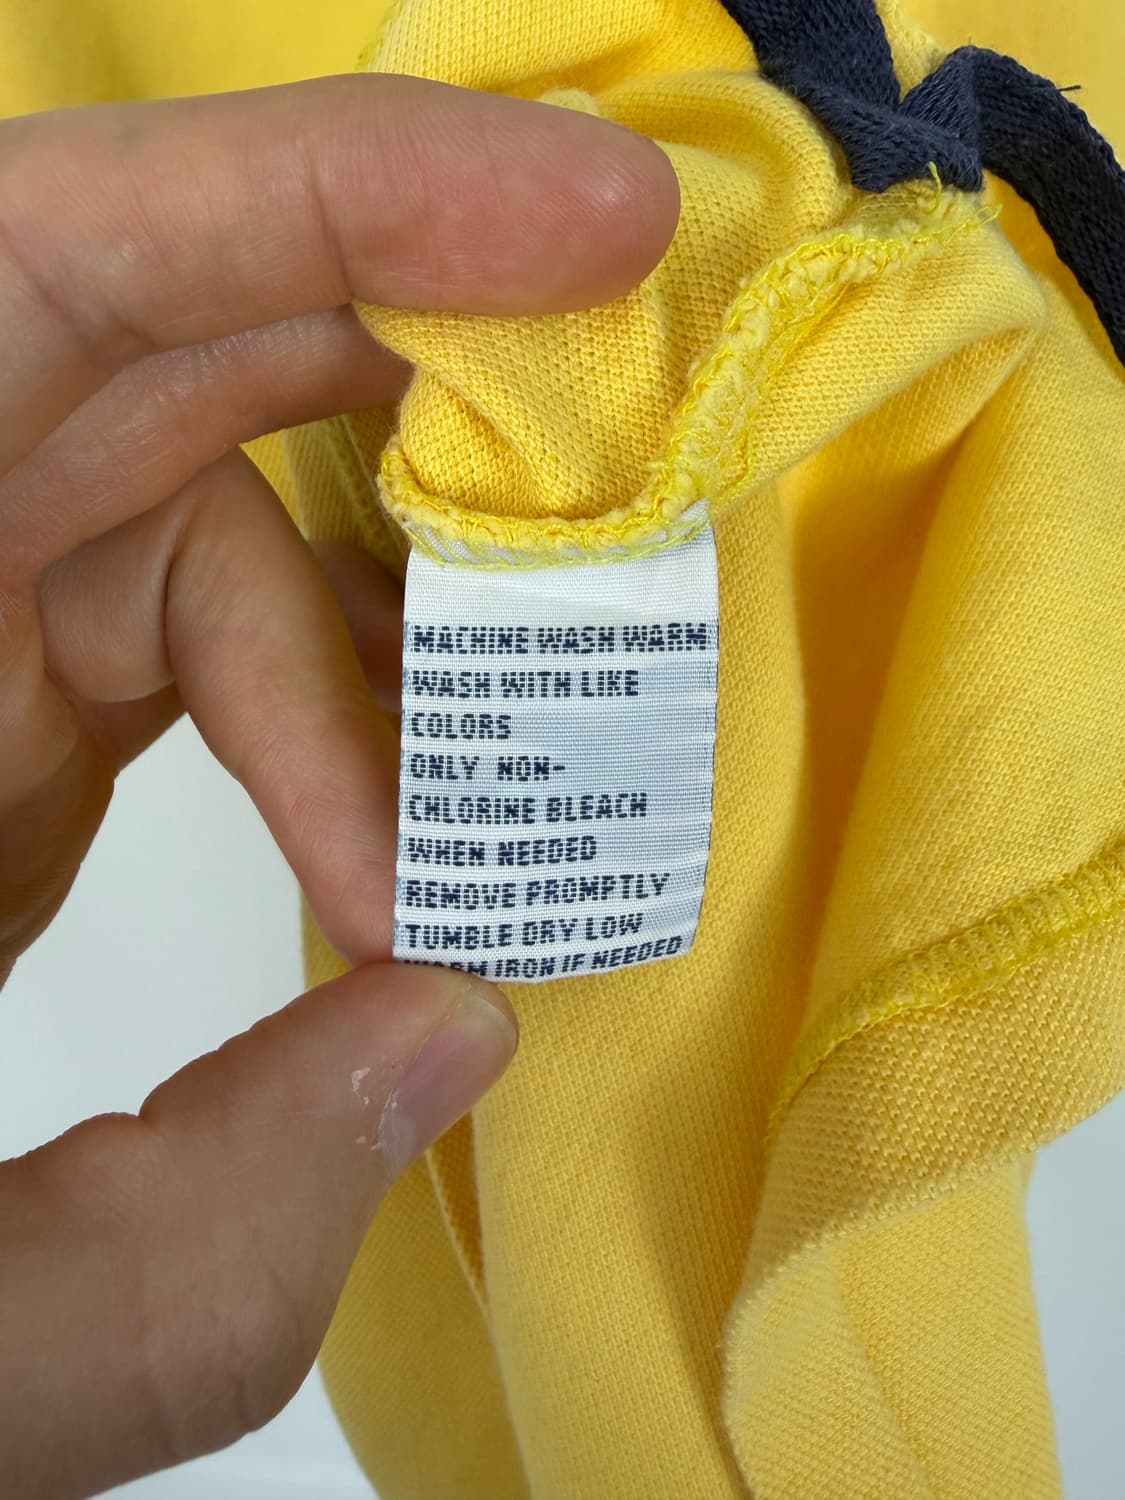 MACHINE WASH WARM
WASH WITH LIKE
COLORS
ONLY NON-
CHLORINE BLEACH
WHEN NEEDED
REMOVE PROMPTLY
TUMBLE DRY LOW
WARM IRON IF NEEDED